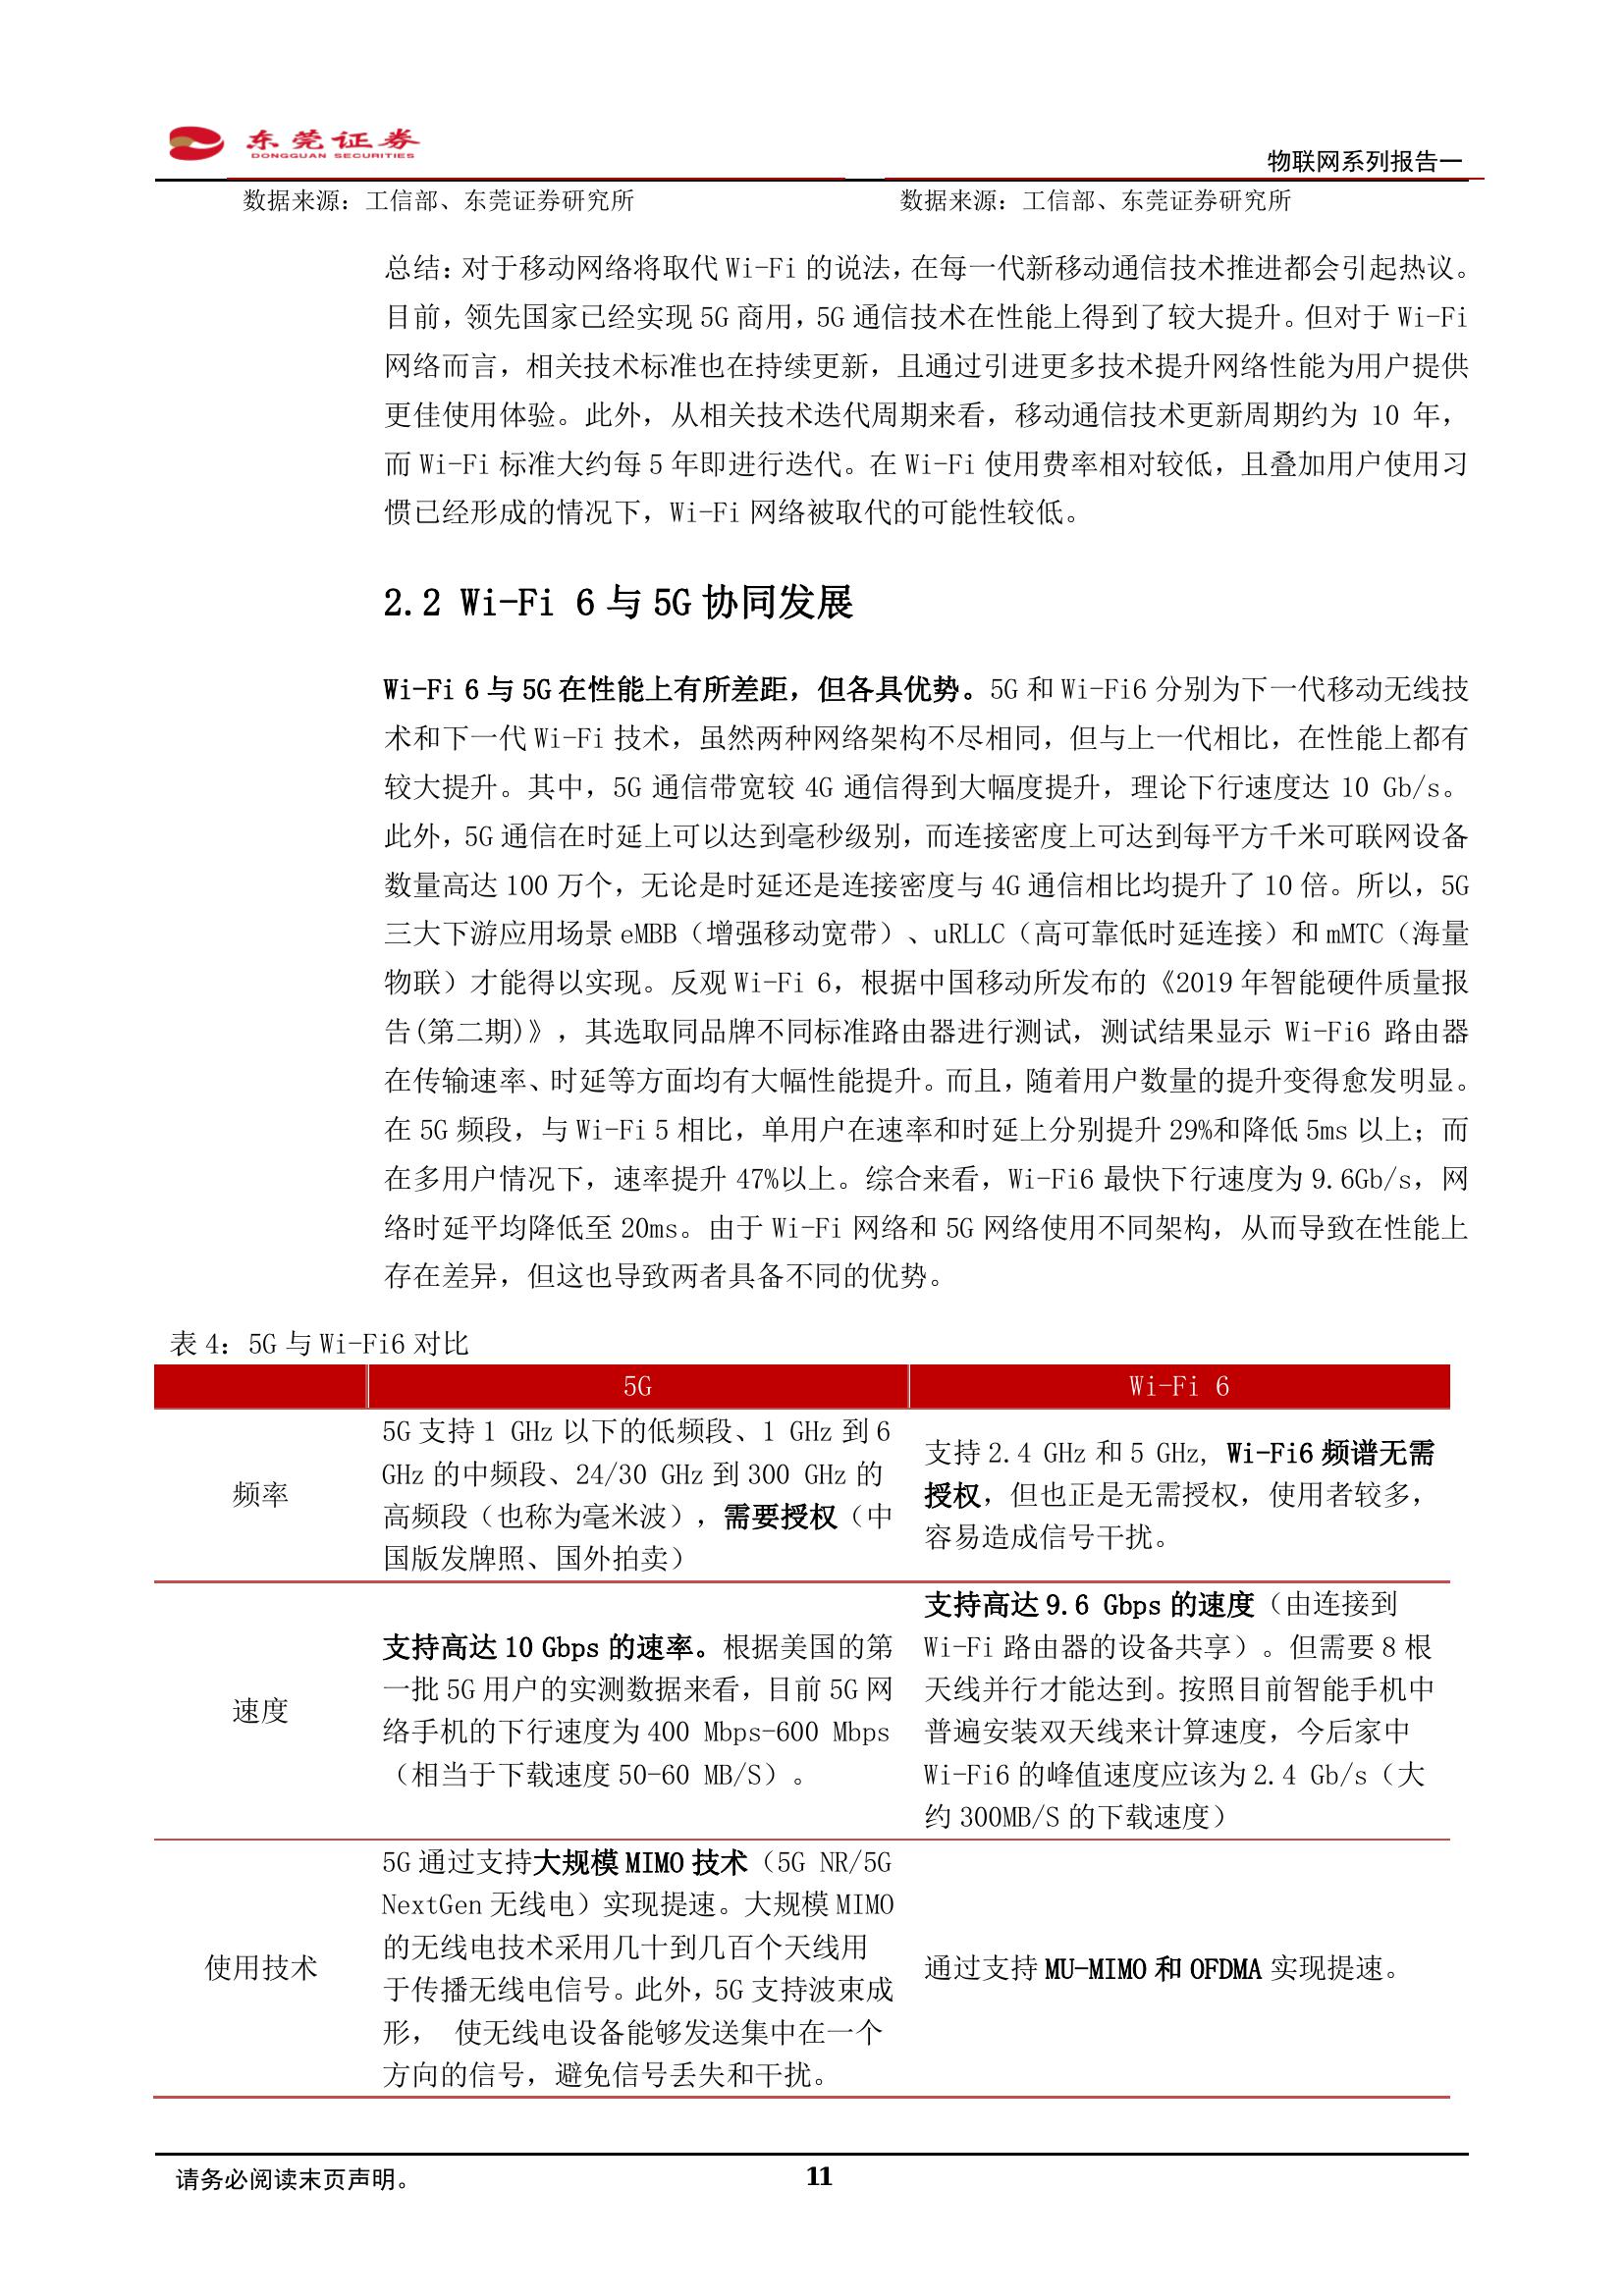 东莞证券
DONGGUAN SECURITIES
物联网系列报告一
数据来源：工信部、东莞证券研究所
数据来源：工信部、东莞证券研究所
总结：对于移动网络将取代 Wi-Fi 的说法，在每一代新移动通信技术推进都会引起热议。
目前，领先国家已经实现 5G 商用，5G 通信技术在性能上得到了较大提升。但对于 Wi-Fi
网络而言，相关技术标准也在持续更新，且通过引进更多技术提升网络性能为用户提供
更佳使用体验。此外，从相关技术迭代周期来看，移动通信技术更新周期约为 10 年，
而 Wi-Fi 标准大约每 5 年即进行迭代。在 Wi-Fi 使用费率相对较低，且叠加用户使用习
惯已经形成的情况下，Wi-Fi 网络被取代的可能性较低。
2.2 Wi-Fi 6 与 5G 协同发展
Wi-Fi 6 与 5G 在性能上有所差距，但各具优势。5G 和 Wi-Fi6 分别为下一代移动无线技
术和下一代 Wi-Fi 技术，虽然两种网络架构不尽相同，但与上一代相比，在性能上都有
较大提升。其中，5G 通信带宽较 4G 通信得到大幅度提升，理论下行速度达 10 Gb/s。
此外，5G 通信在时延上可以达到毫秒级别，而连接密度上可达到每平方千米可联网设备
数量高达 100 万个，无论是时延还是连接密度与 4G 通信相比均提升了 10 倍。所以，5G
三大下游应用场景 eMBB（增强移动宽带）、uRLLC（高可靠低时延连接）和 mMTC（海量
物联）才能得以实现。反观 Wi-Fi 6，根据中国移动所发布的《2019 年智能硬件质量报
告(第二期)》，其选取同品牌不同标准路由器进行测试，测试结果显示 Wi-Fi6 路由器
在传输速率、时延等方面均有大幅性能提升。而且，随着用户数量的提升变得愈发明显。
在 5G 频段，与 Wi-Fi 5 相比，单用户在速率和时延上分别提升 29%和降低 5ms 以上；而
在多用户情况下，速率提升 47%以上。综合来看，Wi-Fi6 最快下行速度为 9.6Gb/s，网
络时延平均降低至 20ms。由于 Wi-Fi 网络和 5G 网络使用不同架构，从而导致在性能上
存在差异，但这也导致两者具备不同的优势。
表 4：5G 与 Wi-Fi6 对比
5G
Wi-Fi 6
频率
5G 支持 1 GHz 以下的低频段、1 GHz 到 6
GHz 的中频段、24/30 GHz 到 300 GHz 的
高频段（也称为毫米波），需要授权（中
国版发牌照、国外拍卖）
支持 2.4 GHz 和 5 GHz, Wi-Fi6 频谱无需
授权，但也正是无需授权，使用者较多，
容易造成信号干扰。
速度
支持高达 10 Gbps 的速率。根据美国的第
一批 5G 用户的实测数据来看，目前 5G 网
络手机的下行速度为 400 Mbps-600 Mbps
（相当于下载速度 50-60 MB/S）。
支持高达 9.6 Gbps 的速度（由连接到
Wi-Fi 路由器的设备共享）。但需要 8 根
天线并行才能达到。按照目前智能手机中
普遍安装双天线来计算速度，今后家中
Wi-Fi6 的峰值速度应该为 2.4 Gb/s（大
约 300MB/S 的下载速度）
使用技术
5G 通过支持大规模 MIMO 技术（5G NR/5G
NextGen 无线电）实现提速。大规模 MIMO
的无线电技术采用几十到几百个天线用
于传播无线电信号。此外，5G 支持波束成
形， 使无线电设备能够发送集中在一个
方向的信号，避免信号丢失和干扰。
通过支持 MU-MIMO 和 OFDMA 实现提速。
请务必阅读末页声明。
11